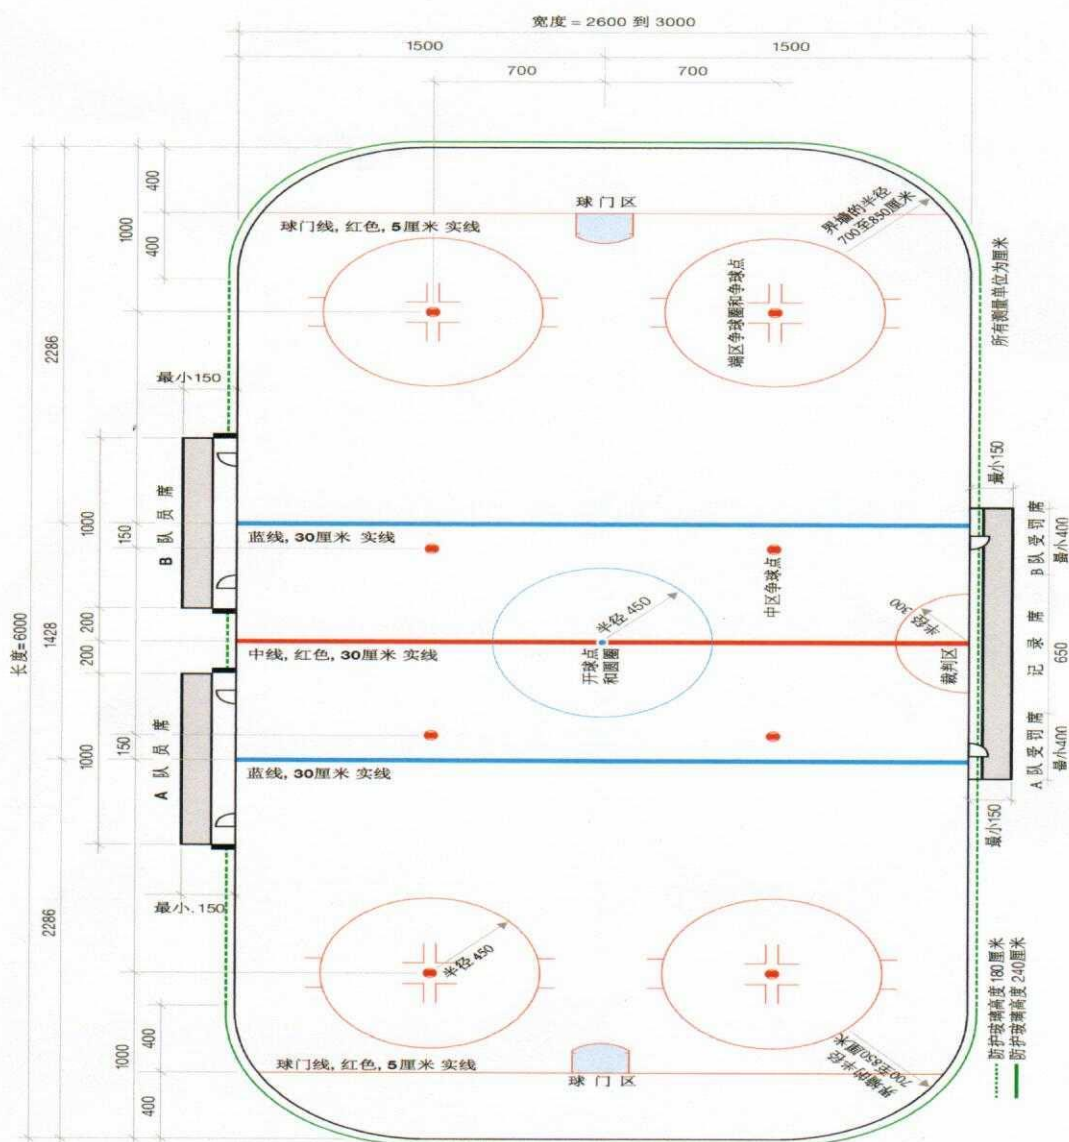 宽度 = 2600 到 3000
1500
1500
700
700
400
1000
400
2286
球门区
球门线, 红色, 5厘米 实线
界墙的半径
700至850厘米
端区争球圈和争球点
所有测量单位为厘米
最小150
最小150
B 队员席
1000
150
蓝线, 30厘米 实线
中区争球点
B 队受罚席
最小400
长度=6000
1428
200
200
半径 450
半径 300
中线, 红色, 30厘米 实线
开球点
和圆圈
裁判区
记录席
650
A 队员席
1000
150
蓝线, 30厘米 实线
A 队受罚席
最小400
最小150
最小.150
2286
半径 450
1000
400
400
球门线, 红色, 5厘米 实线
球门区
界墙的半径
700至850厘米
防护玻璃高度 180厘米
防护玻璃高度 240厘米